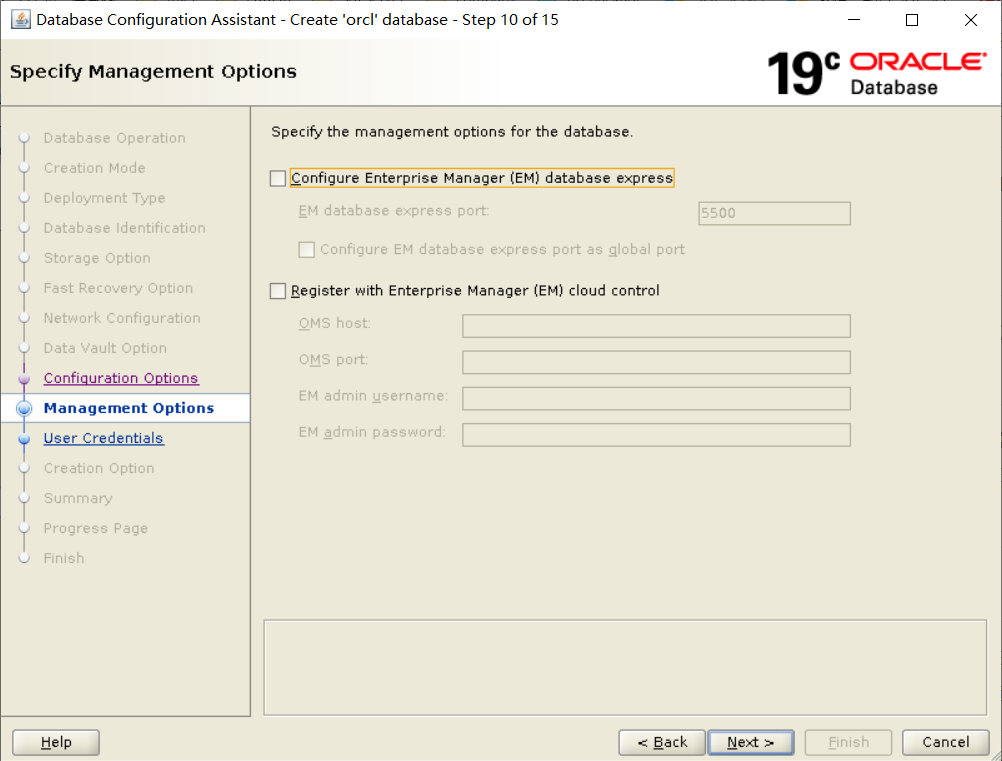 Database Configuration Assistant - Create 'orcl' database - Step 10 of 15
Specify Management Options
19c ORACLE
Database
Database Operation
Creation Mode
Deployment Type
Database Identification
Storage Option
Fast Recovery Option
Network Configuration
Data Vault Option
Configuration Options
Management Options
User Credentials
Creation Option
Summary
Progress Page
Finish
Specify the management options for the database.
Configure Enterprise Manager (EM) database express
EM database express port: 5500
Configure EM database express port as global port
Register with Enterprise Manager (EM) cloud control
OMS host:
OMS port:
EM admin username:
EM admin password:
Help
< Back
Next >
Finish
Cancel